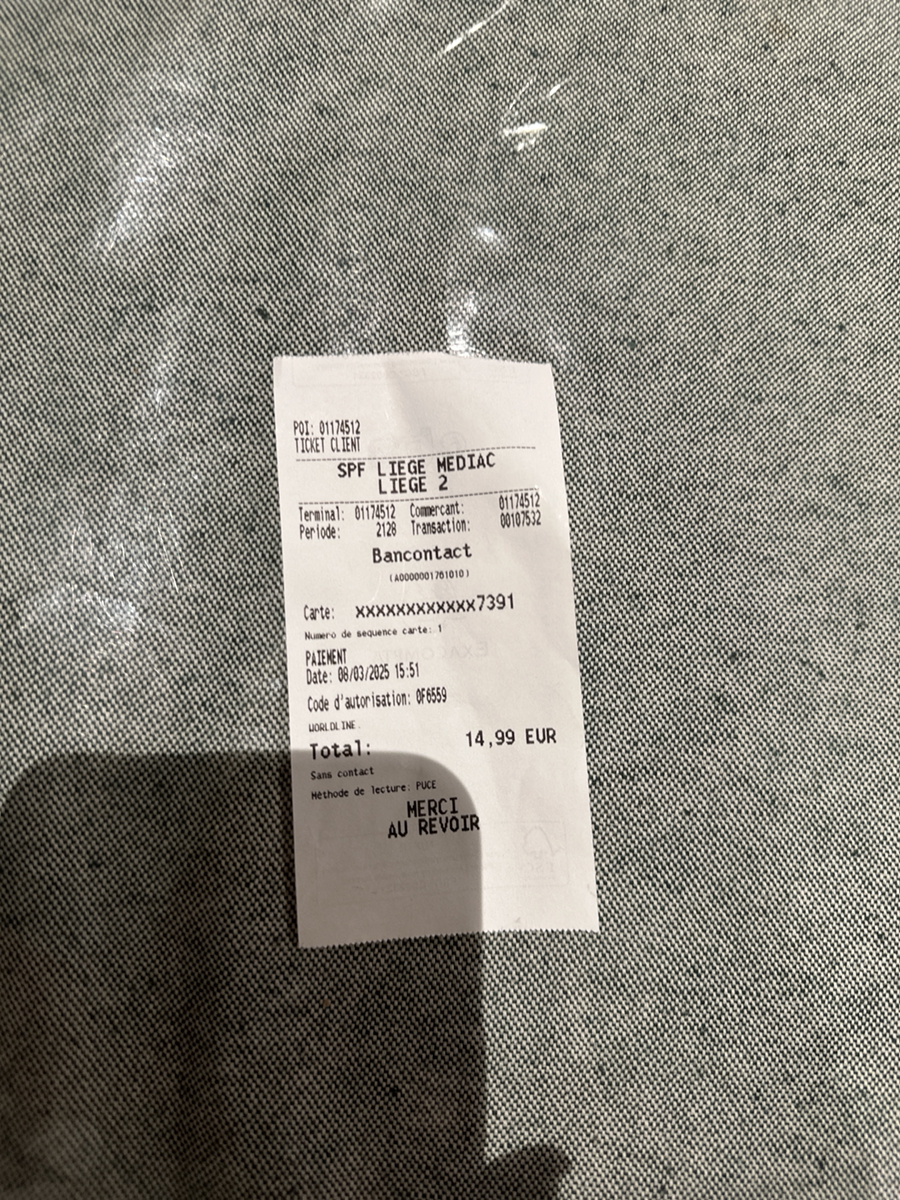 POI: 01174512
TICKET CLIENT
SPF LIEGE MEDIAC
LIEGE 2
Terminal: 01174512 Commercant: 01174512
Periode: 2128 Transaction: 00107532
Bancontact
(A0000001761010)
Carte: xxxxxxxxxxxx7391
Numero de sequence carte: 1
PAIEMENT
Date: 08/03/2025 15:51
Code d'autorisation: 0F6559
WORLDLINE
Total: 14,99 EUR
Sans contact
Méthode de lecture: PUCE
MERCI
AU REVOIR